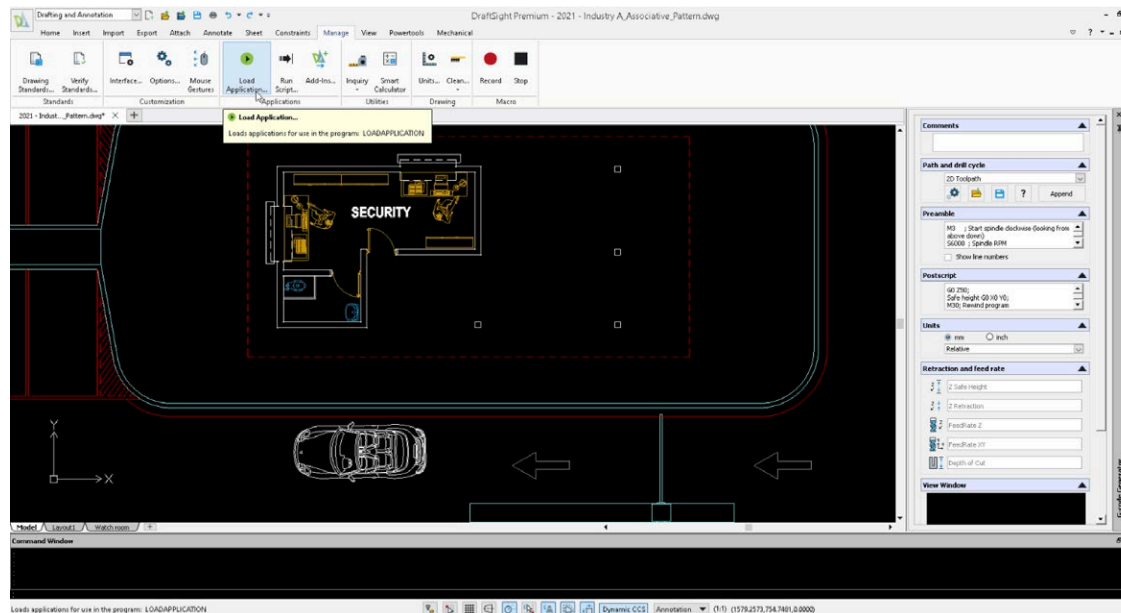 Drafting and Annotation
DraftSight Premium - 2021 - Industry A_Associative_Pattern.dwg
Home Insert Import Export Attach Annotate Sheet Constraints Manage View Powertools Mechanical
Drawing Standards... Verify Standards... Interface... Options... Mouse Gestures Load Application... Run Script... Add-Ins... Inquiry Smart Calculator Units... Clean... Record Stop
Standards Customization Applications Utilities Drawing Macro
2021 - Indust..._Pattern.dwg*
Load Application...
Loads applications for use in the program: LOADAPPLICATION
SECURITY
Y
X
Comments
Path and drill cycle
2D Toolpath
? Append
Preamble
M3 ; Start spindle clockwise (looking from
above down)
S6000 ; Spindle RPM
Show line numbers
Postscript
G0 Z50;
Safe height G0 X0 Y0;
M30; Rewind program
Units
mm inch
Relative
Retraction and feed rate
Z Safe Height
Z Retraction
FeedRate Z
FeedRate XY
Depth of Cut
View Window
Model Layout1 Watch room
Command Window
Loads applications for use in the program: LOADAPPLICATION
Dynamic CCS Annotation (1:1) (1579.2573,754.7481,0.0000)